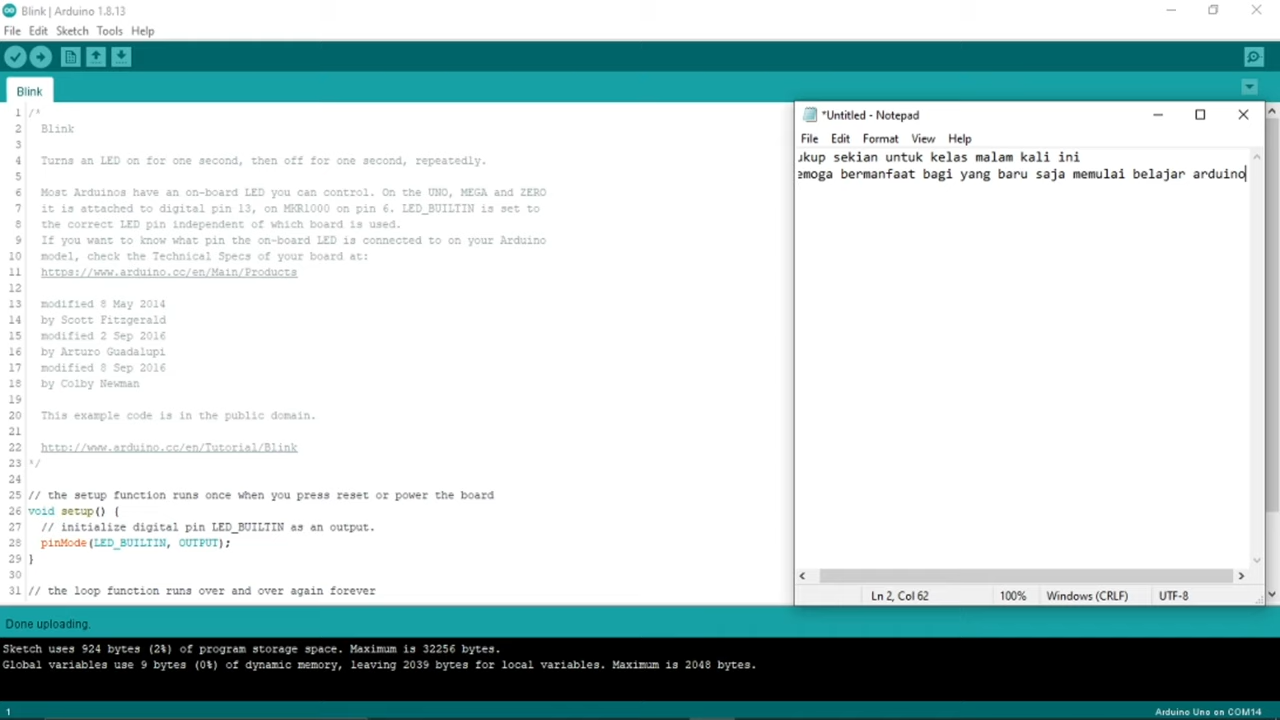 Blink | Arduino 1.8.13
File Edit Sketch Tools Help
Blink
1 /*
2 Blink
3
4 Turns an LED on for one second, then off for one second, repeatedly.
5
6 Most Arduinos have an on-board LED you can control. On the UNO, MEGA and ZERO
7 it is attached to digital pin 13, on MKR1000 on pin 6. LED_BUILTIN is set to
8 the correct LED pin independent of which board is used.
9 If you want to know what pin the on-board LED is connected to on your Arduino
10 model, check the Technical Specs of your board at:
11 https://www.arduino.cc/en/Main/Products
12
13 modified 8 May 2014
14 by Scott Fitzgerald
15 modified 2 Sep 2016
16 by Arturo Guadalupi
17 modified 8 Sep 2016
18 by Colby Newman
19
20 This example code is in the public domain.
21
22 http://www.arduino.cc/en/Tutorial/Blink
23 */
24
25 // the setup function runs once when you press reset or power the board
26 void setup() {
27 // initialize digital pin LED_BUILTIN as an output.
28 pinMode(LED_BUILTIN, OUTPUT);
29 }
30
31 // the loop function runs over and over again forever
*Untitled - Notepad
File Edit Format View Help
ukup sekian untuk kelas malam kali ini
emoga bermanfaat bagi yang baru saja memulai belajar arduino
Ln 2, Col 62 100% Windows (CRLF) UTF-8
Done uploading.
Sketch uses 924 bytes (2%) of program storage space. Maximum is 32256 bytes.
Global variables use 9 bytes (0%) of dynamic memory, leaving 2039 bytes for local variables. Maximum is 2048 bytes.
1 Arduino Uno on COM14